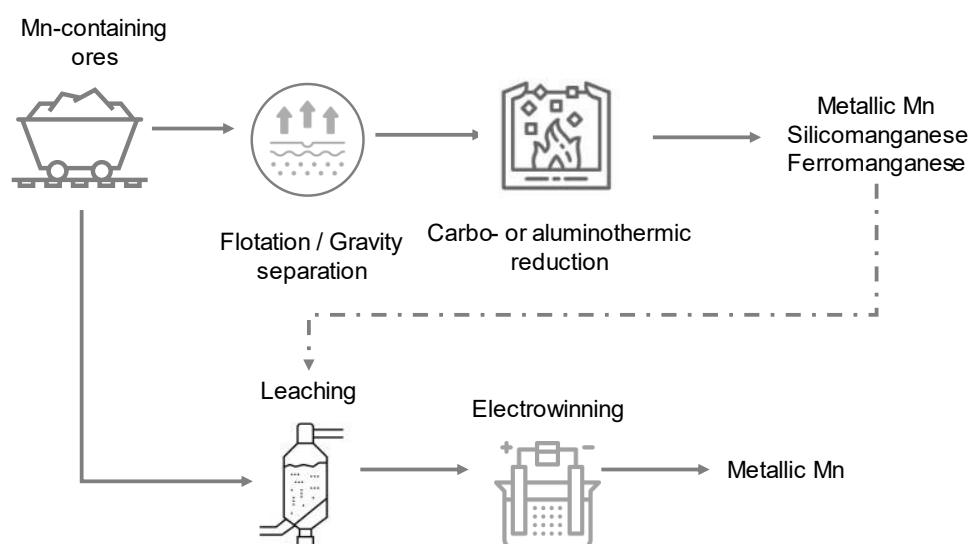 Mn-containing
ores
Metallic Mn
Silicomanganese
Ferromanganese
Flotation / Gravity
separation
Carbo- or aluminothermic
reduction
Leaching
Electrowinning
+ −
Metallic Mn